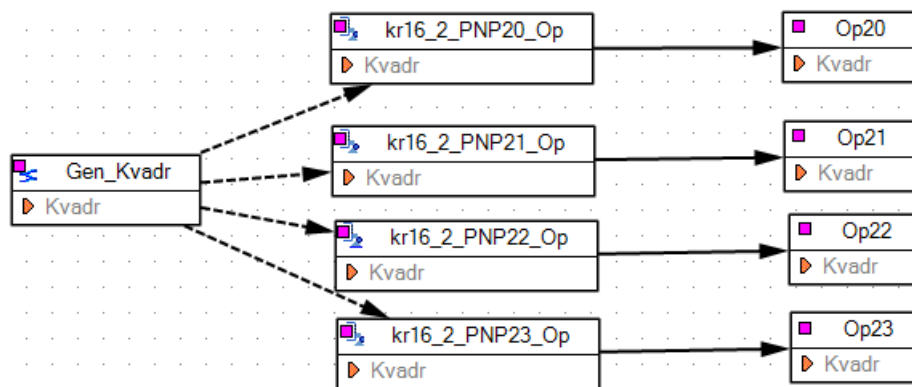 kr16_2_PNP20_Op
Kvadr
Op20
Kvadr
Gen_Kvadr
Kvadr
kr16_2_PNP21_Op
Kvadr
Op21
Kvadr
kr16_2_PNP22_Op
Kvadr
Op22
Kvadr
kr16_2_PNP23_Op
Kvadr
Op23
Kvadr